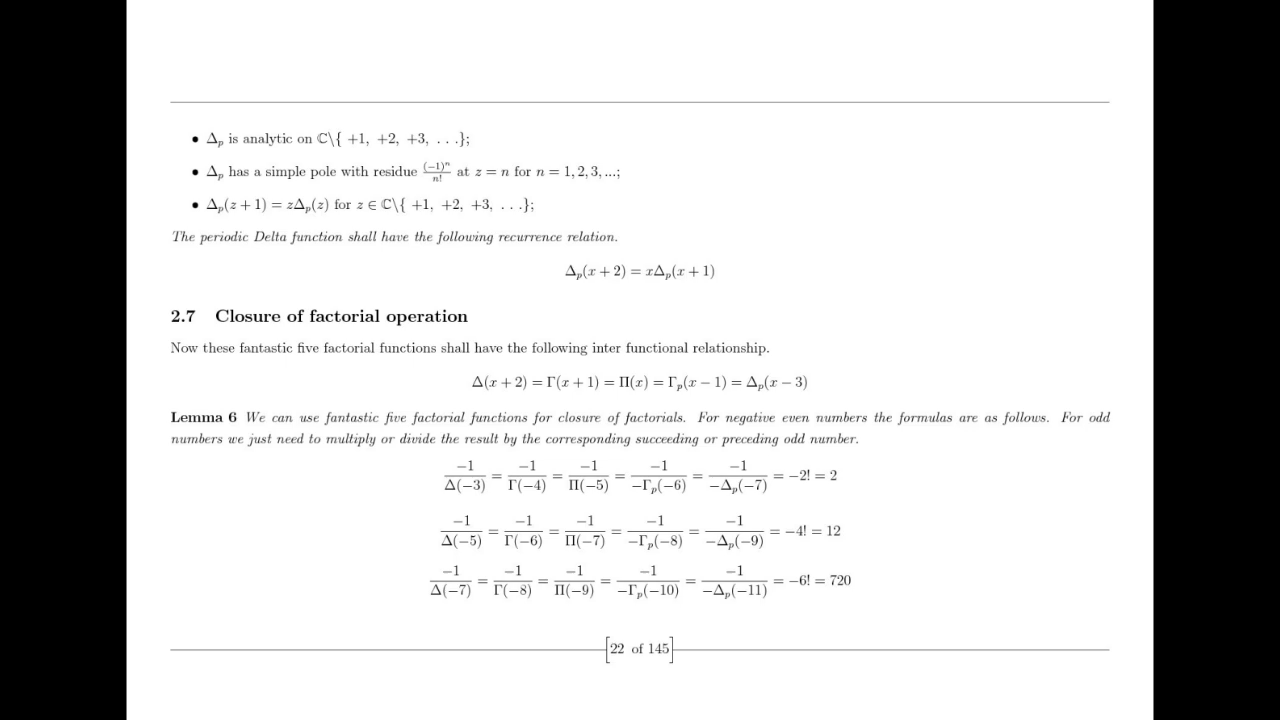 • Δ_p is analytic on ℂ\{ +1, +2, +3, . . .};
• Δ_p has a simple pole with residue (−1)^n/n! at z = n for n = 1, 2, 3, ...;
• Δ_p(z + 1) = zΔ_p(z) for z ∈ ℂ\{ +1, +2, +3, . . .};
The periodic Delta function shall have the following recurrence relation.
Δ_p(x + 2) = xΔ_p(x + 1)
2.7 Closure of factorial operation
Now these fantastic five factorial functions shall have the following inter functional relationship.
Δ(x + 2) = Γ(x + 1) = Π(x) = Γ_p(x − 1) = Δ_p(x − 3)
Lemma 6 We can use fantastic five factorial functions for closure of factorials. For negative even numbers the formulas are as follows. For odd
numbers we just need to multiply or divide the result by the corresponding succeeding or preceding odd number.
−1/Δ(−3) = −1/Γ(−4) = −1/Π(−5) = −1/−Γ_p(−6) = −1/−Δ_p(−7) = −2! = 2
−1/Δ(−5) = −1/Γ(−6) = −1/Π(−7) = −1/−Γ_p(−8) = −1/−Δ_p(−9) = −4! = 12
−1/Δ(−7) = −1/Γ(−8) = −1/Π(−9) = −1/−Γ_p(−10) = −1/−Δ_p(−11) = −6! = 720
[22 of 145]